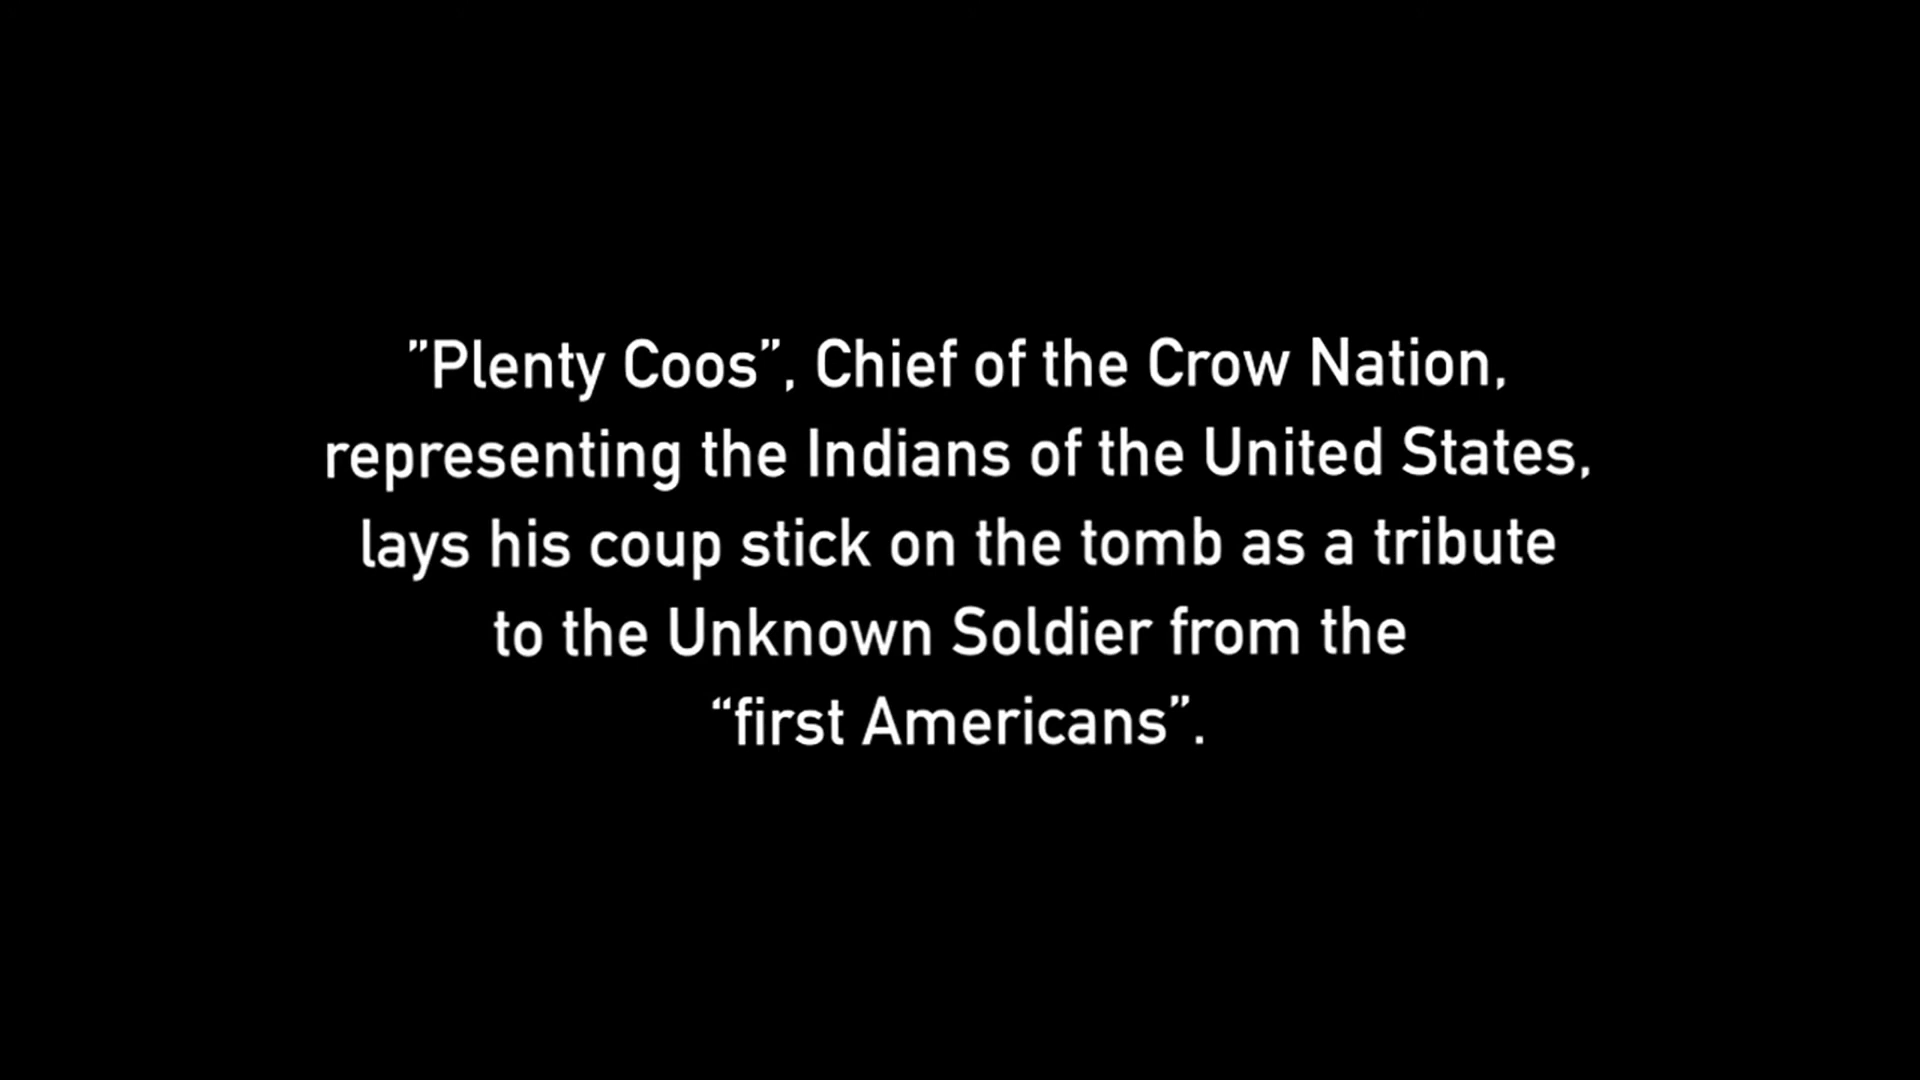 ”Plenty Coos”, Chief of the Crow Nation,
representing the Indians of the United States,
lays his coup stick on the tomb as a tribute
to the Unknown Soldier from the
“first Americans”.